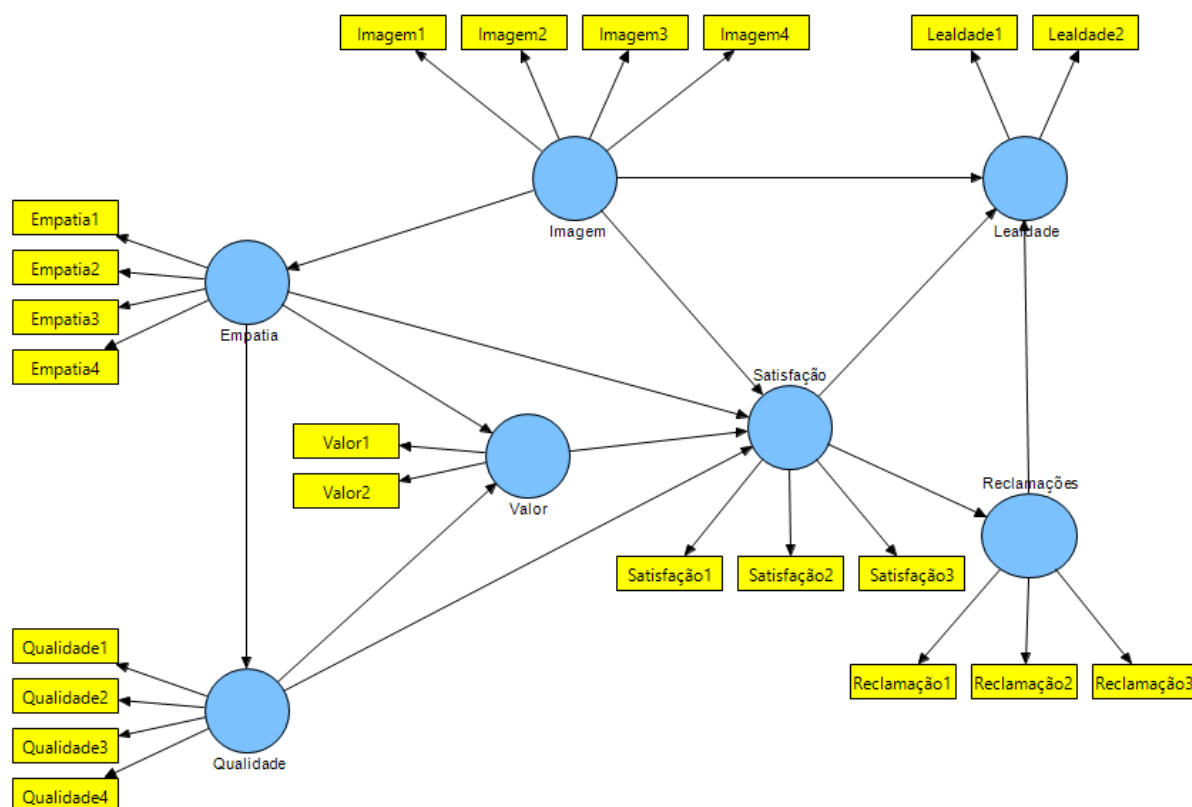 Imagem1
Imagem2
Imagem3
Imagem4
Lealdade1
Lealdade2
Imagem
Lealdade
Empatia1
Empatia2
Empatia3
Empatia4
Empatia
Satisfação
Valor1
Valor2
Valor
Reclamações
Satisfação1
Satisfação2
Satisfação3
Qualidade1
Qualidade2
Qualidade3
Qualidade4
Qualidade
Reclamação1
Reclamação2
Reclamação3